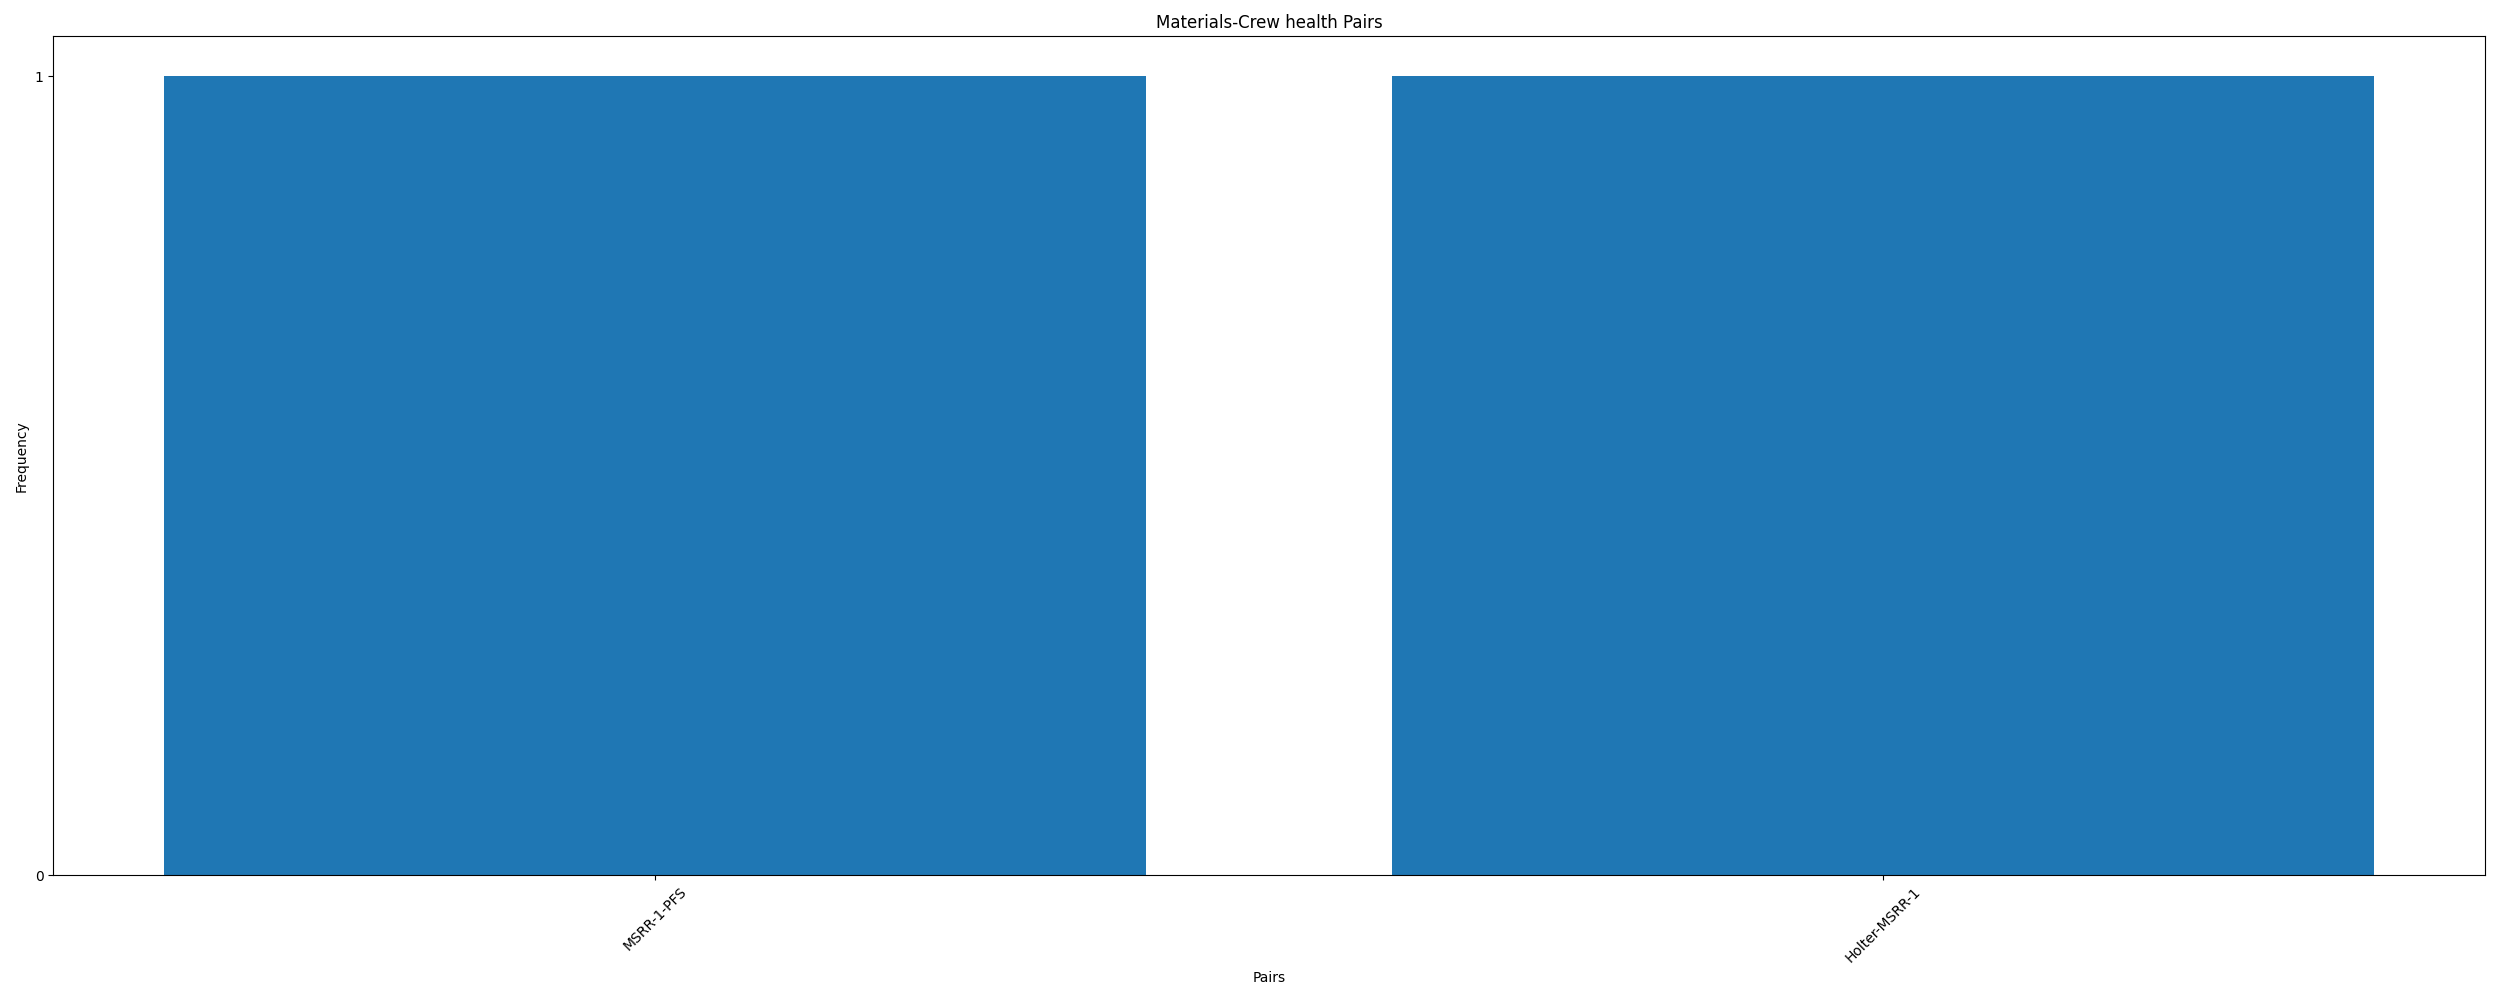 Materials-Crew health Pairs
1
Frequency
0
MSRR-1-PFS
Holter-MSRR-1
Pairs